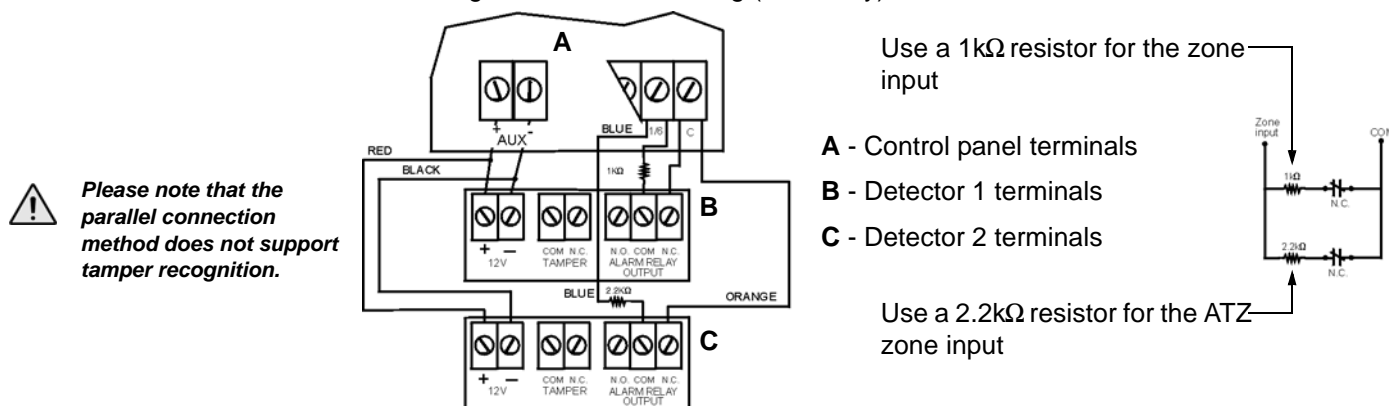 A
+
-
AUX
BLUE
1/6
C
RED
BLACK
1kΩ
B
+
—
12V
COM N.C.
TAMPER
N.O. COM N.C.
ALARM RELAY
OUTPUT
BLUE
2.2KΩ
ORANGE
C
+
—
12V
COM N.C.
TAMPER
N.O. COM N.C.
ALARM RELAY
OUTPUT
Please note that the
parallel connection
method does not support
tamper recognition.
Use a 1kΩ resistor for the zone
input
A - Control panel terminals
B - Detector 1 terminals
C - Detector 2 terminals
Use a 2.2kΩ resistor for the ATZ
zone input
Zone
input
1kΩ
N.C.
2.2kΩ
N.C.